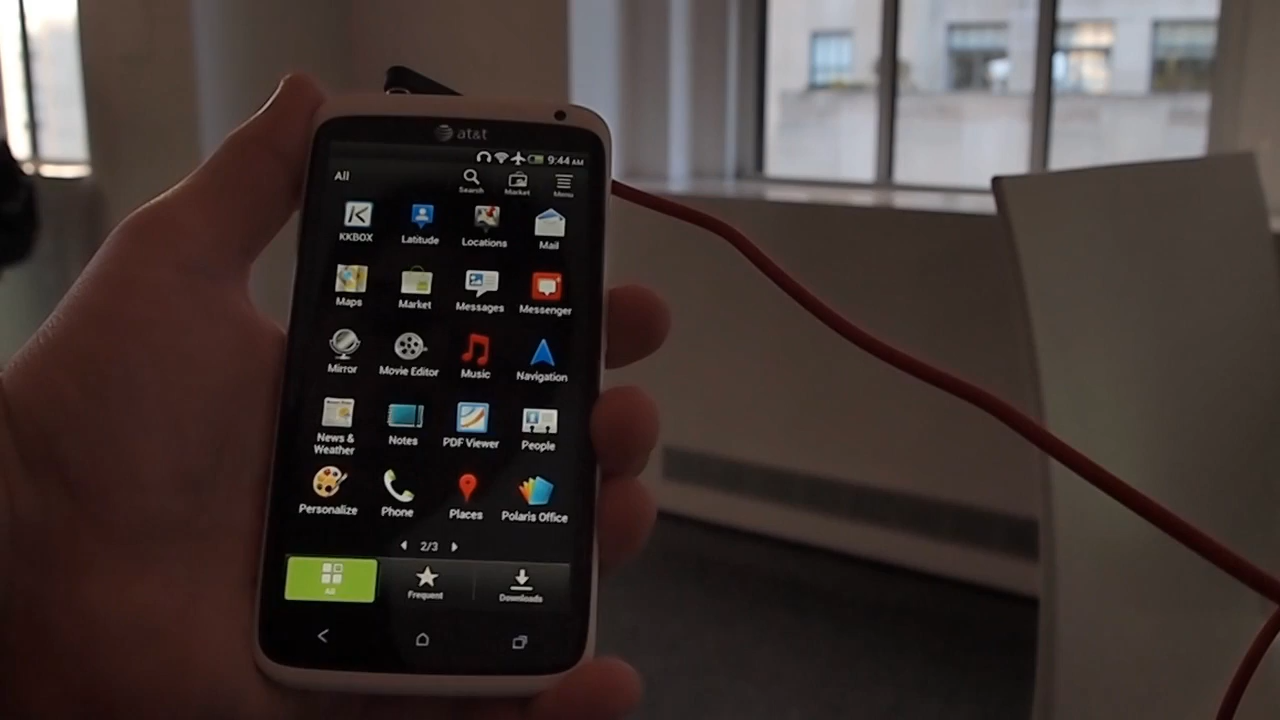 at&t
9:44 AM
All
Search
Market
Menu
KKBOX
Latitude
Locations
Mail
Maps
Market
Messages
Messenger
Mirror
Movie Editor
Music
Navigation
News &
Weather
Notes
PDF Viewer
People
Personalize
Phone
Places
Polaris Office
2/3
All
Frequent
Downloads